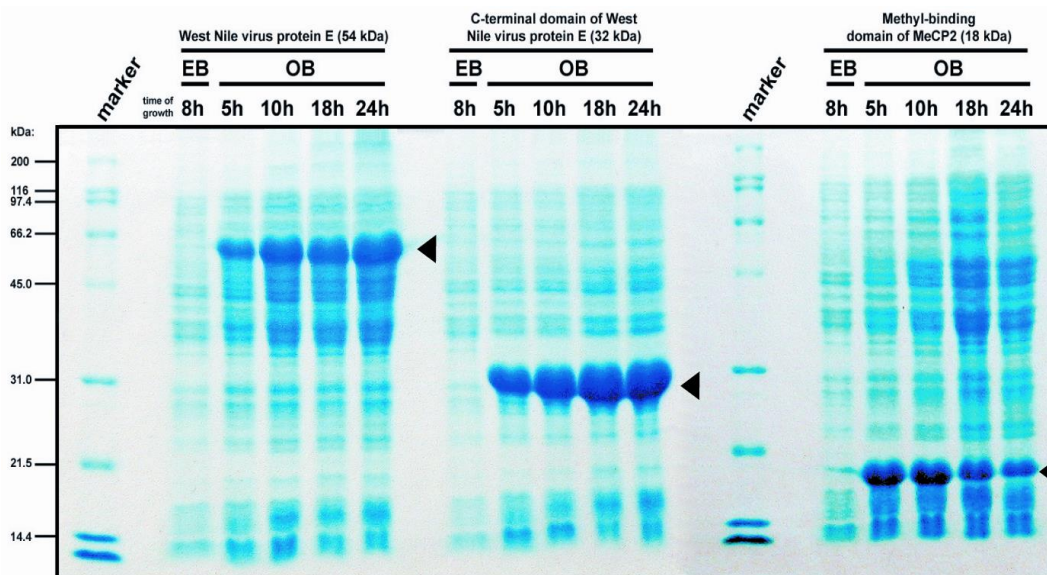 West Nile virus protein E (54 kDa)
C-terminal domain of West
Nile virus protein E (32 kDa)
Methyl-binding
domain of MeCP2 (18 kDa)
marker
EB OB
EB OB
marker
EB OB
time of
growth
8h 5h 10h 18h 24h
8h 5h 10h 18h 24h
8h 5h 10h 18h 24h
kDa:
200
116
97.4
66.2
45.0
31.0
21.5
14.4